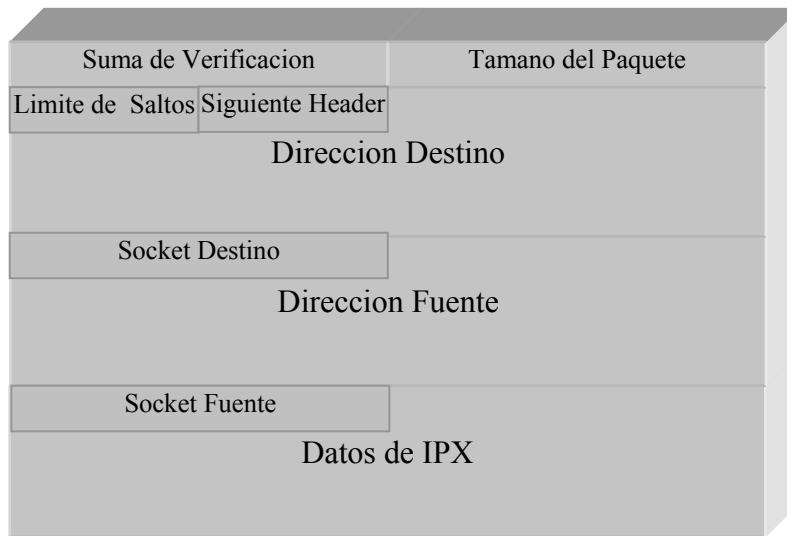 Suma de Verificacion
Tamano del Paquete
Limite de Saltos
Siguiente Header
Direccion Destino
Socket Destino
Direccion Fuente
Socket Fuente
Datos de IPX